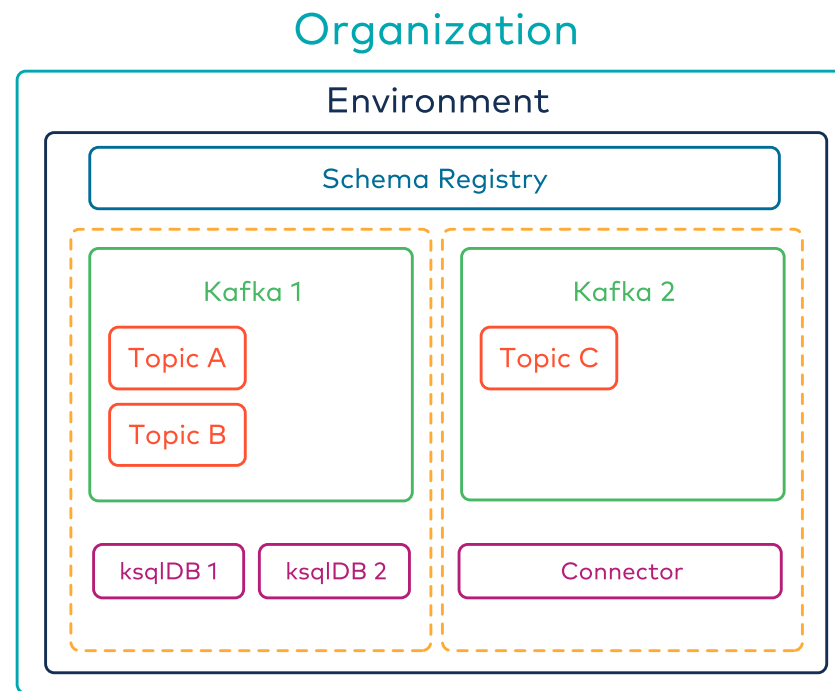 Organization
Environment
Schema Registry
Kafka 1
Topic A
Topic B
ksqlDB 1
ksqlDB 2
Kafka 2
Topic C
Connector